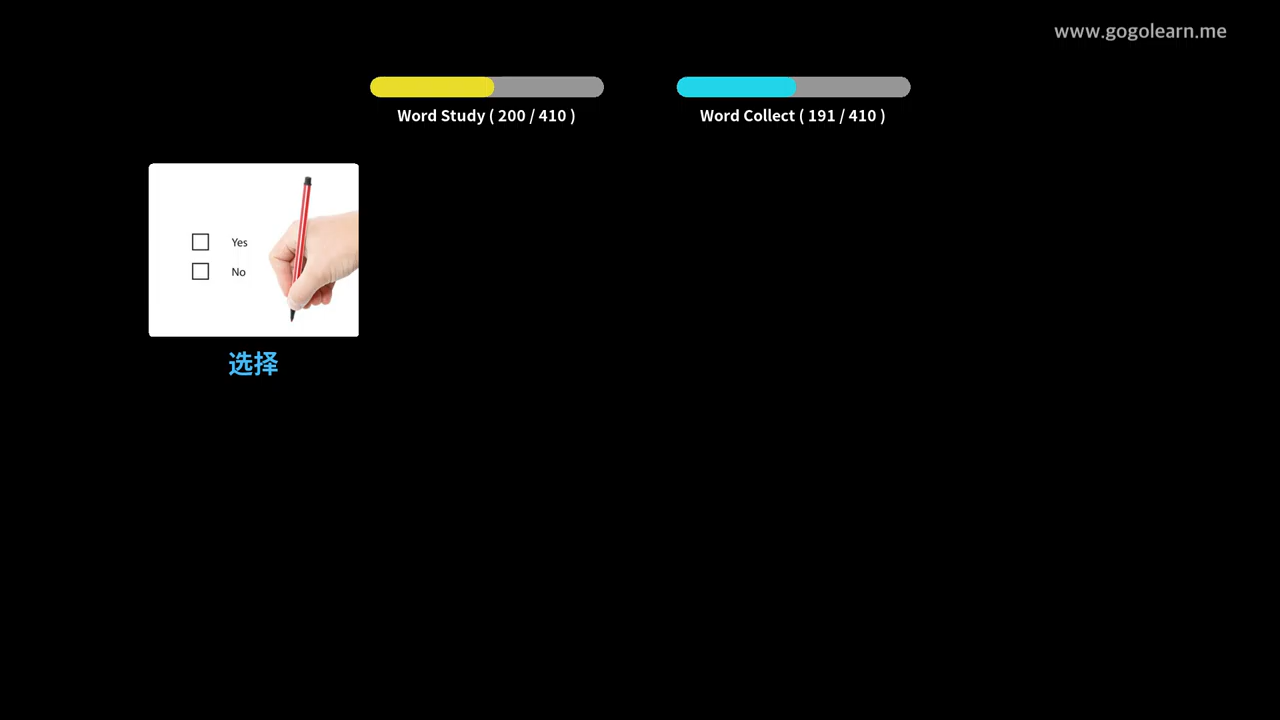 www.gogolearn.me
Word Study ( 200 / 410 )
Word Collect ( 191 / 410 )
Yes
No
选择